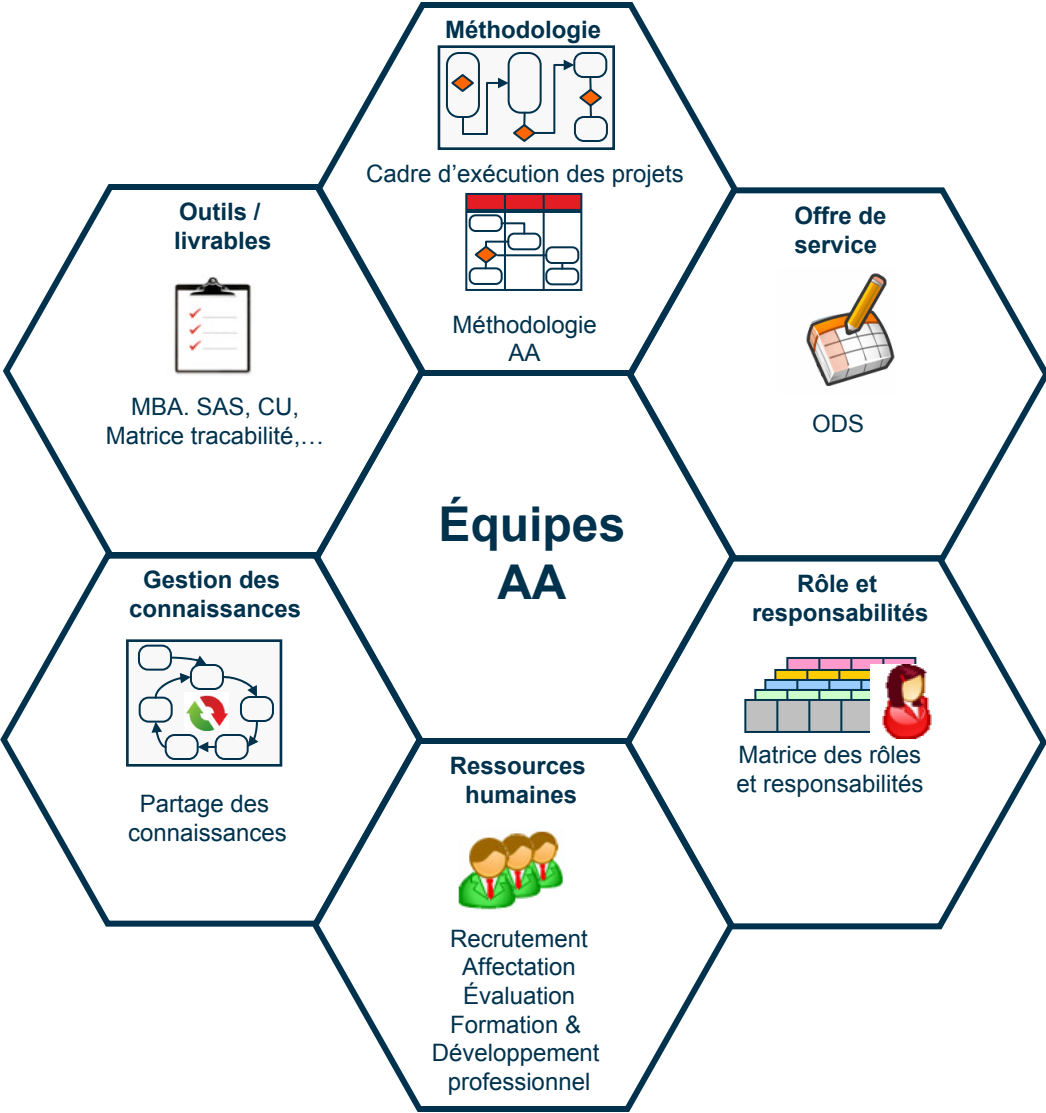 Méthodologie
Cadre d’exécution des projets
Méthodologie
AA
Outils /
livrables
MBA. SAS, CU,
Matrice tracabilité,…
Offre de
service
ODS
Équipes
AA
Gestion des
connaissances
Partage des
connaissances
Rôle et
responsabilités
Matrice des rôles
et responsabilités
Ressources
humaines
Recrutement
Affectation
Évaluation
Formation &
Développement
professionnel